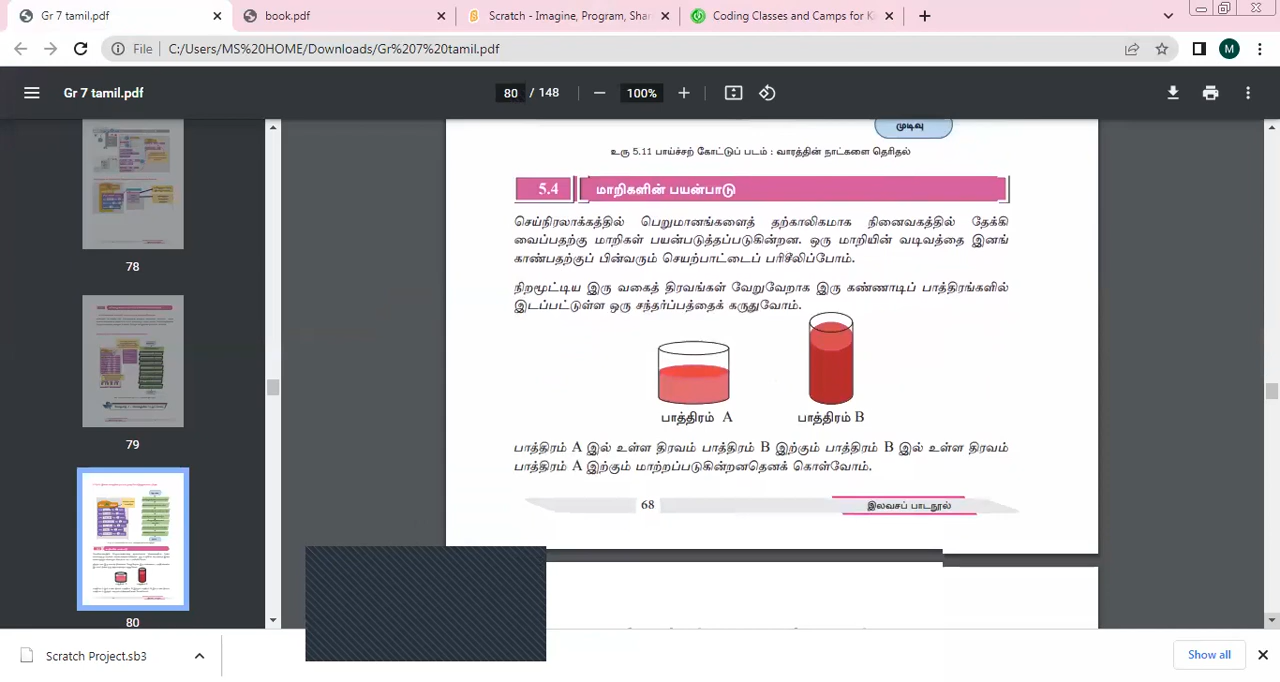 Gr 7 tamil.pdf
book.pdf
Scratch - Imagine, Program, Shar
Coding Classes and Camps for Ki
File
C:/Users/MS%20HOME/Downloads/Gr%207%20tamil.pdf
M
Gr 7 tamil.pdf
80 / 148
100%
78
79
80
முடிவு
உரு 5.11 பாய்ச்சற் கோட்டுப் படம் : வாரத்தின் நாட்களை தெரிதல்
5.4 மாறிகளின் பயன்பாடு
செய்நிரலாக்கத்தில் பெறுமானங்களைத் தற்காலிகமாக நினைவகத்தில் தேக்கி
வைப்பதற்கு மாறிகள் பயன்படுத்தப்படுகின்றன. ஒரு மாறியின் வடிவத்தை இனங்
காண்பதற்குப் பின்வரும் செயற்பாட்டைப் பரிசீலிப்போம்.
நிறமூட்டிய இரு வகைத் திரவங்கள் வேறுவேறாக இரு கண்ணாடிப் பாத்திரங்களில்
இடப்பட்டுள்ள ஒரு சந்தர்ப்பத்தைக் கருதுவோம்.
பாத்திரம் A
பாத்திரம் B
பாத்திரம் A இல் உள்ள திரவம் பாத்திரம் B இற்கும் பாத்திரம் B இல் உள்ள திரவம்
பாத்திரம் A இற்கும் மாற்றப்படுகின்றனதெனக் கொள்வோம்.
68
இலவசப் பாடநூல்
Scratch Project.sb3
Show all